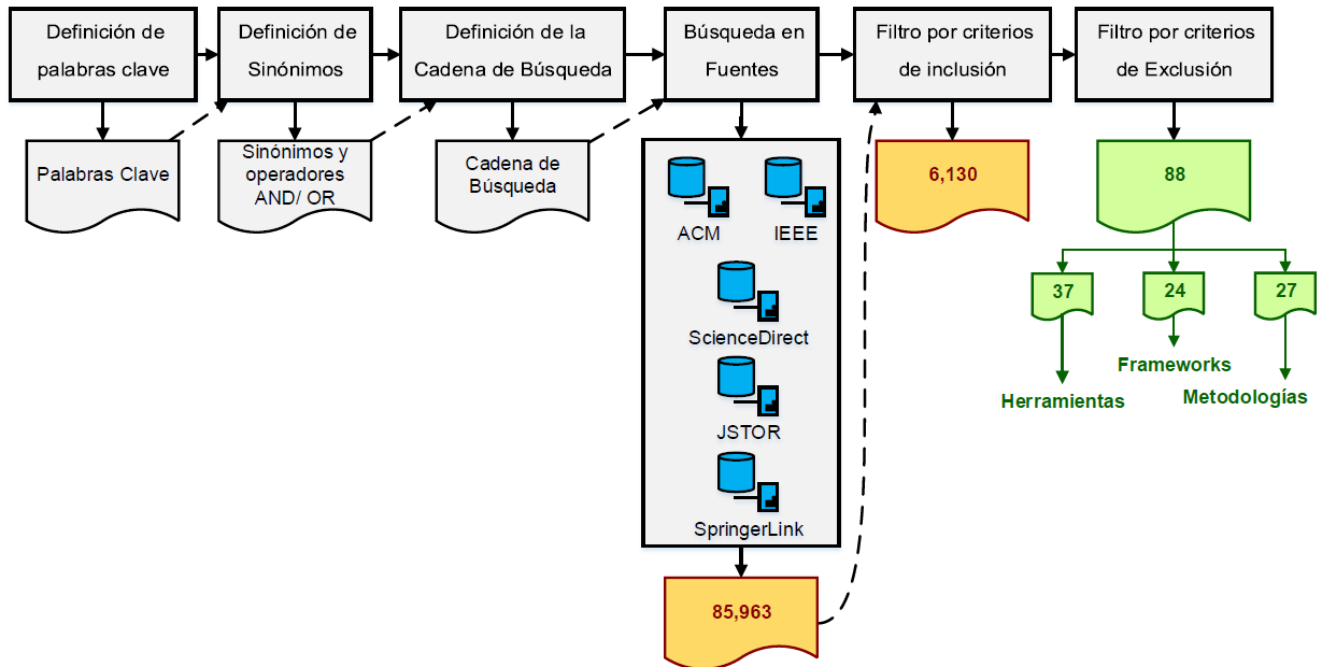 Definición de
palabras clave
Definición de
Sinónimos
Definición de la
Cadena de Búsqueda
Búsqueda en
Fuentes
Filtro por criterios
de inclusión
Filtro por criterios
de Exclusión
Palabras Clave
Sinónimos y
operadores
AND/ OR
Cadena de
Búsqueda
ACM
IEEE
ScienceDirect
JSTOR
SpringerLink
85,963
6,130
88
37
24
27
Herramientas
Frameworks
Metodologías